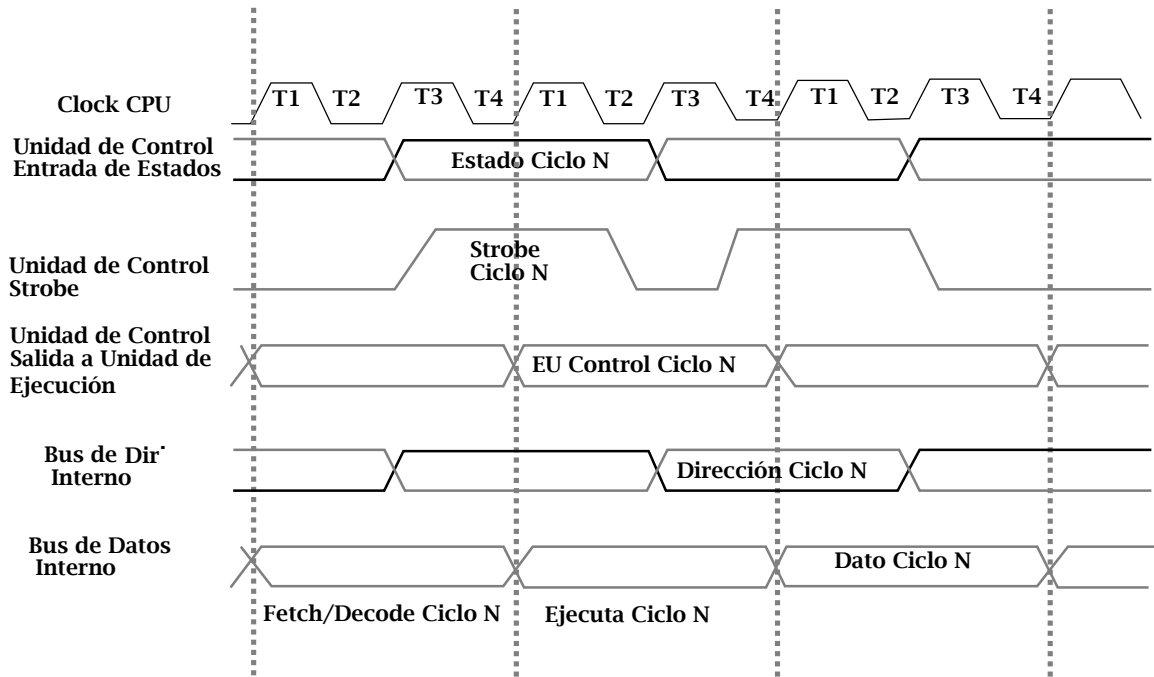 Clock CPU
T1 T2 T3 T4 T1 T2 T3 T4 T1 T2 T3 T4
Unidad de Control
Entrada de Estados
Estado Ciclo N
Unidad de Control
Strobe
Strobe
Ciclo N
Unidad de Control
Salida a Unidad de
Ejecución
EU Control Ciclo N
Bus de Dir.
Interno
Dirección Ciclo N
Bus de Datos
Interno
Dato Ciclo N
Fetch/Decode Ciclo N
Ejecuta Ciclo N